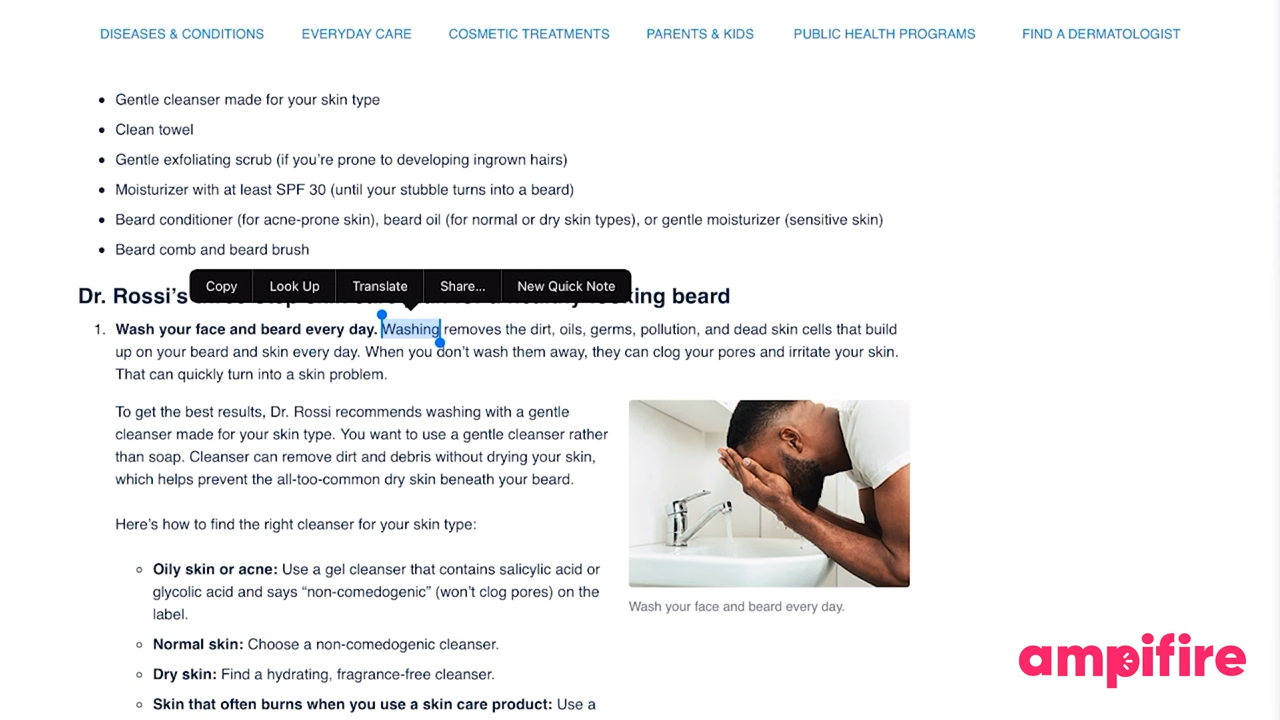 DISEASES & CONDITIONS EVERYDAY CARE COSMETIC TREATMENTS PARENTS & KIDS PUBLIC HEALTH PROGRAMS FIND A DERMATOLOGIST
• Gentle cleanser made for your skin type
• Clean towel
• Gentle exfoliating scrub (if you’re prone to developing ingrown hairs)
• Moisturizer with at least SPF 30 (until your stubble turns into a beard)
• Beard conditioner (for acne-prone skin), beard oil (for normal or dry skin types), or gentle moisturizer (sensitive skin)
• Beard comb and beard brush
Copy Look Up Translate Share... New Quick Note
Dr. Rossi’s looking beard
1. Wash your face and beard every day. Washing removes the dirt, oils, germs, pollution, and dead skin cells that build
up on your beard and skin every day. When you don’t wash them away, they can clog your pores and irritate your skin.
That can quickly turn into a skin problem.
To get the best results, Dr. Rossi recommends washing with a gentle
cleanser made for your skin type. You want to use a gentle cleanser rather
than soap. Cleanser can remove dirt and debris without drying your skin,
which helps prevent the all-too-common dry skin beneath your beard.
Here’s how to find the right cleanser for your skin type:
◦ Oily skin or acne: Use a gel cleanser that contains salicylic acid or
glycolic acid and says “non-comedogenic” (won’t clog pores) on the
label.
◦ Normal skin: Choose a non-comedogenic cleanser.
◦ Dry skin: Find a hydrating, fragrance-free cleanser.
◦ Skin that often burns when you use a skin care product: Use a
Wash your face and beard every day.
ampifire